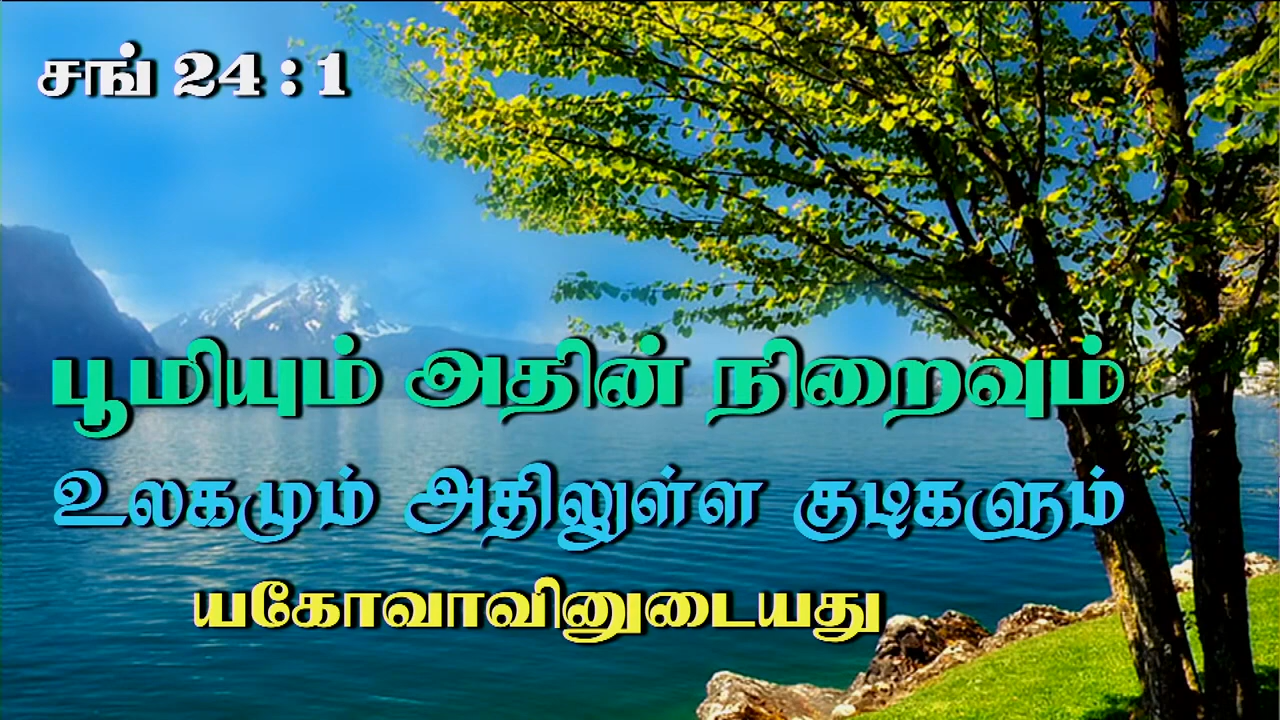 சங் 24 : 1
பூமியும் அதின் நிறைவும்
உலகமும் அதிலுள்ள குடிகளும்
யகோவாவினுடையது